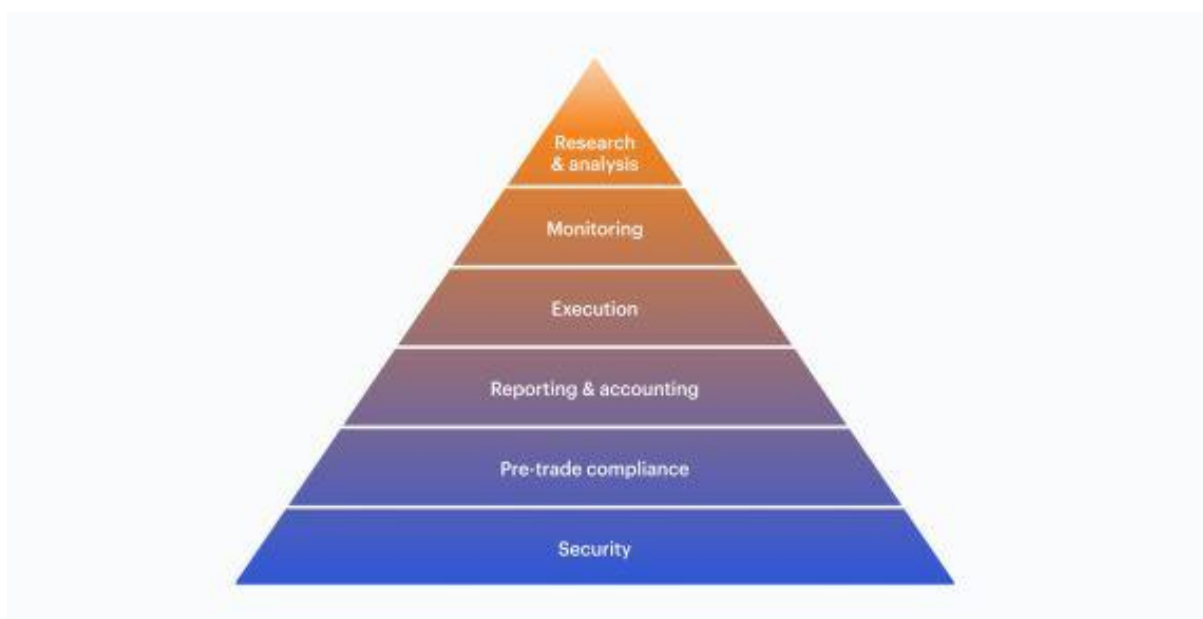 Research
& analysis
Monitoring
Execution
Reporting & accounting
Pre-trade compliance
Security